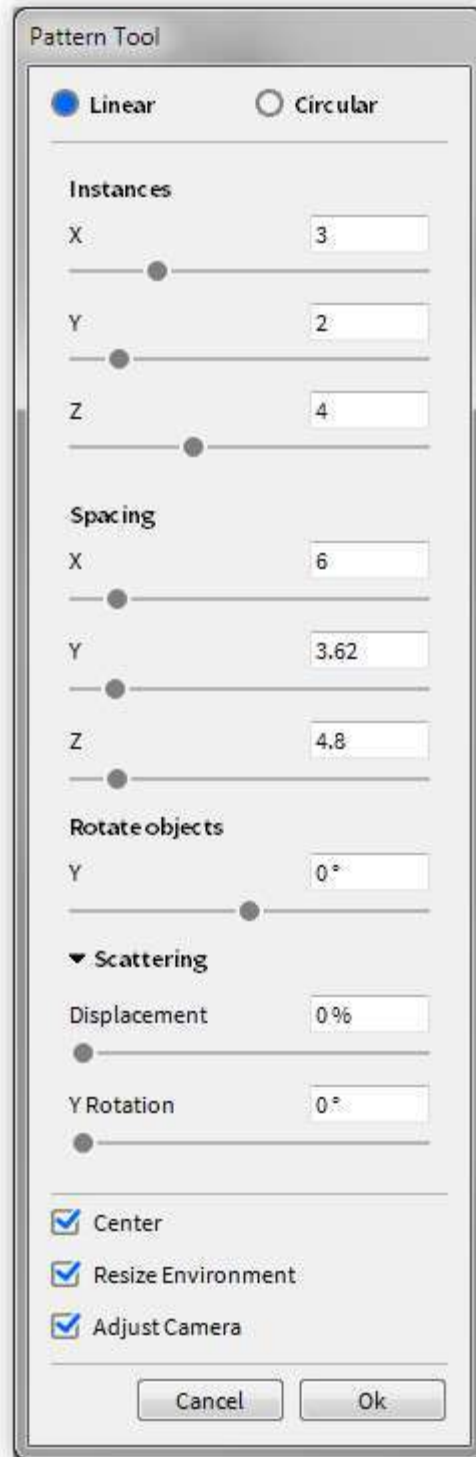 Pattern Tool
Linear Circular
Instances
X 3
Y 2
Z 4
Spacing
X 6
Y 3.62
Z 4.8
Rotate objects
Y 0°
Scattering
Displacement 0%
Y Rotation 0°
Center
Resize Environment
Adjust Camera
Cancel Ok